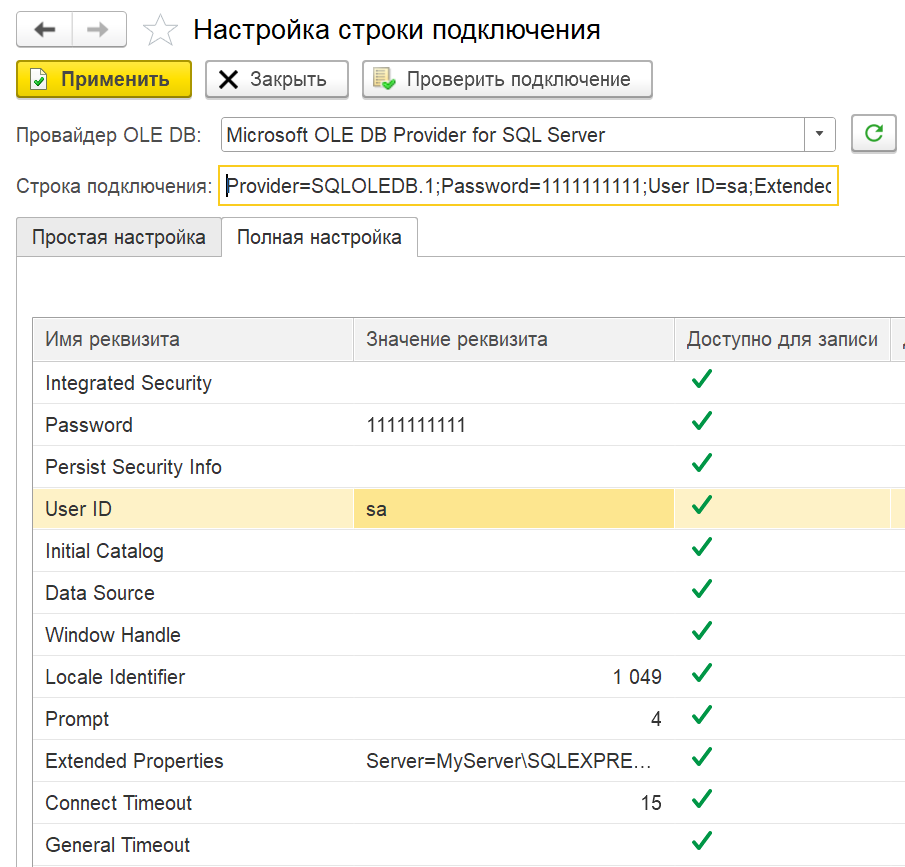 Настройка строки подключения
Применить Закрыть Проверить подключение
Провайдер OLE DB: Microsoft OLE DB Provider for SQL Server
Строка подключения: Provider=SQLOLEDB.1;Password=1111111111;User ID=sa;Extended
Простая настройка Полная настройка
Имя реквизита Значение реквизита Доступно для записи
Integrated Security
Password 1111111111
Persist Security Info
User ID sa
Initial Catalog
Data Source
Window Handle
Locale Identifier 1 049
Prompt 4
Extended Properties Server=MyServer\SQLEXPRE...
Connect Timeout 15
General Timeout